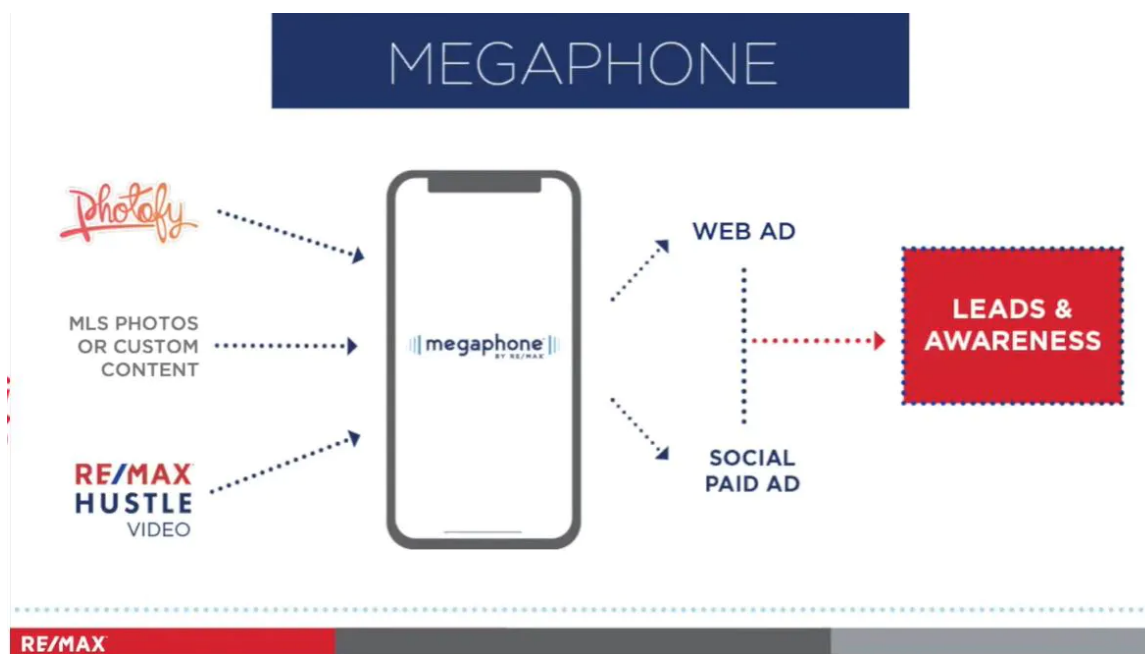 MEGAPHONE
photofy
MLS PHOTOS
OR CUSTOM
CONTENT
RE/MAX
HUSTLE
VIDEO
megaphone
BY RE/MAX
WEB AD
SOCIAL
PAID AD
LEADS &
AWARENESS
RE/MAX